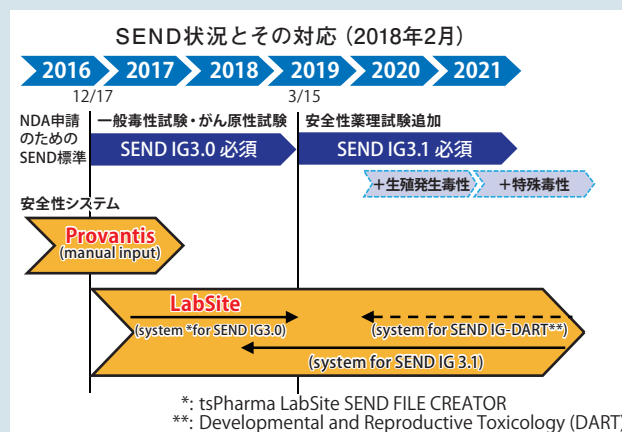 SEND状況とその対応（2018年2月）
2016 2017 2018 2019 2020 2021
12/17 3/15
NDA申請
のための
SEND標準
一般毒性試験・がん原性試験
安全性薬理試験追加
SEND IG3.0 必須
SEND IG3.1 必須
＋生殖発生毒性
＋特殊毒性
安全性システム
Provantis
(manual input)
LabSite
(system *for SEND IG3.0)
(system for SEND IG-DART**)
(system for SEND IG 3.1)
*: tsPharma LabSite SEND FILE CREATOR
**: Developmental and Reproductive Toxicology (DART)